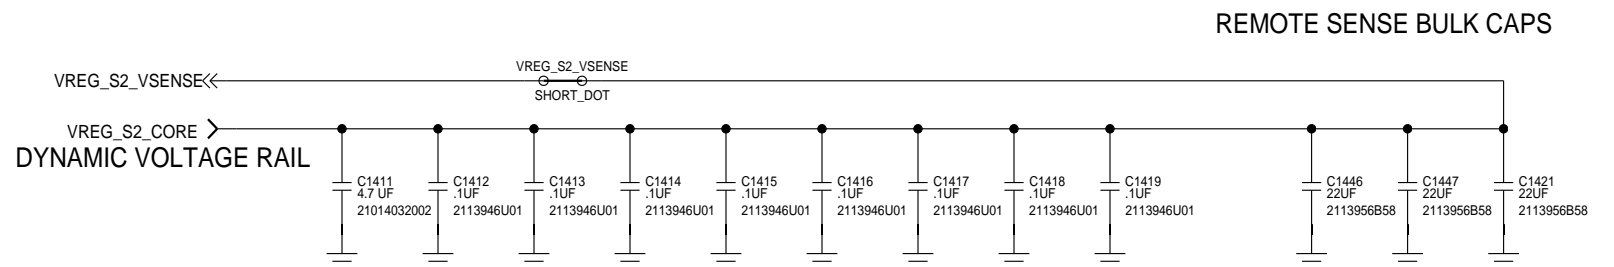 REMOTE SENSE BULK CAPS
VREG_S2_VSENSE
VREG_S2_VSENSE
SHORT_DOT
VREG_S2_CORE
DYNAMIC VOLTAGE RAIL
C1411
4.7 UF
21014032002
C1412
.1UF
2113946U01
C1413
.1UF
2113946U01
C1414
.1UF
2113946U01
C1415
.1UF
2113946U01
C1416
.1UF
2113946U01
C1417
.1UF
2113946U01
C1418
.1UF
2113946U01
C1419
.1UF
2113946U01
C1446
22UF
2113956B58
C1447
22UF
2113956B58
C1421
22UF
2113956B58